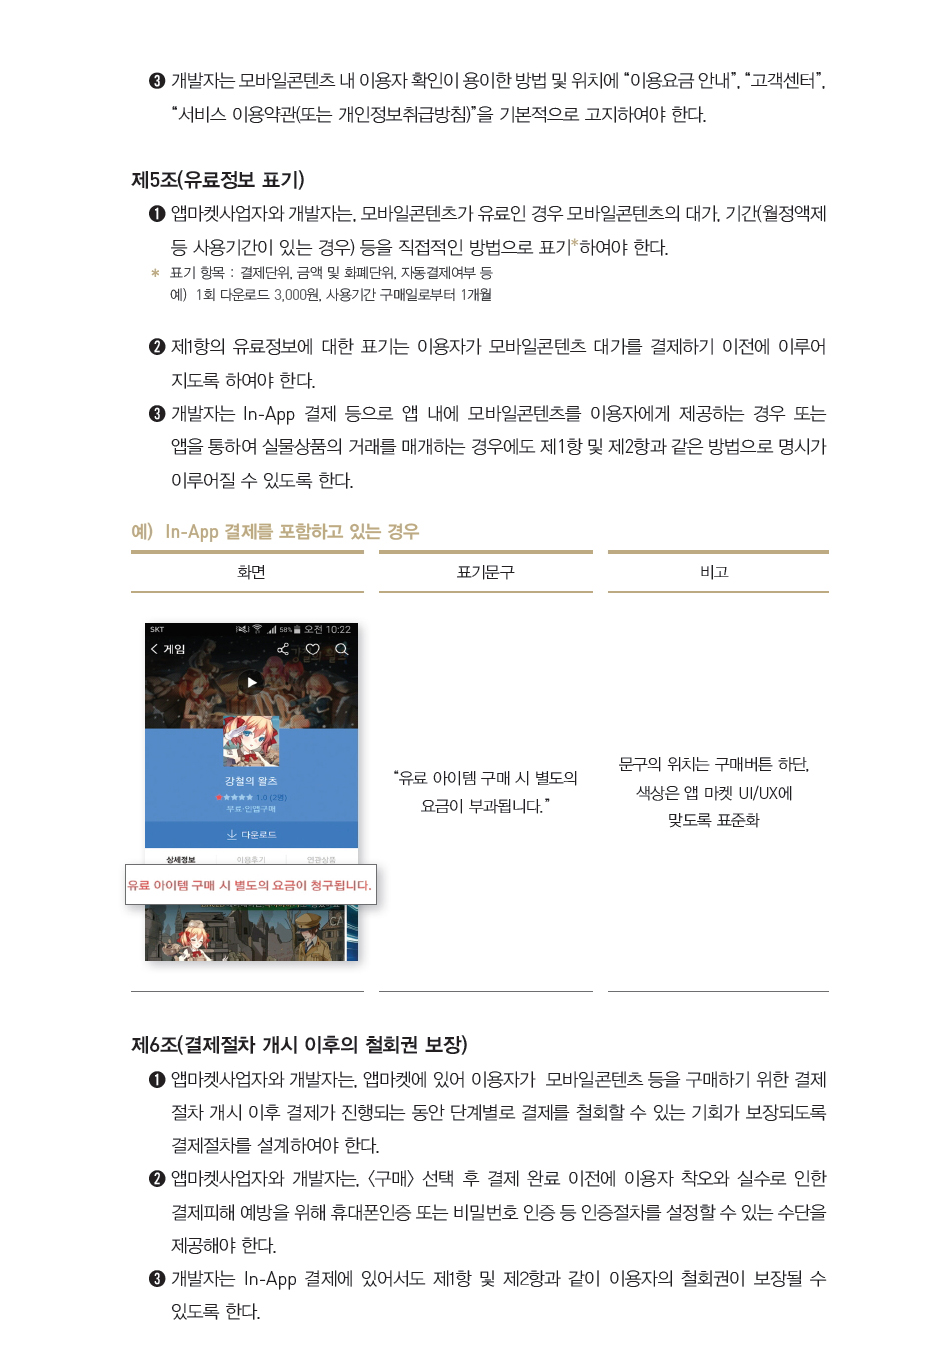 ❸ 개발자는 모바일콘텐츠 내 이용자 확인이 용이한 방법 및 위치에 “이용요금 안내”, “고객센터”,
“서비스 이용약관(또는 개인정보취급방침)”을 기본적으로 고지하여야 한다.
제5조(유료정보 표기)
❶ 앱마켓사업자와 개발자는, 모바일콘텐츠가 유료인 경우 모바일콘텐츠의 대가, 기간(월정액제
등 사용기간이 있는 경우) 등을 직접적인 방법으로 표기*하여야 한다.
* 표기 항목 : 결제단위, 금액 및 화폐단위, 자동결제여부 등
예) 1회 다운로드 3,000원, 사용기간 구매일로부터 1개월
❷ 제1항의 유료정보에 대한 표기는 이용자가 모바일콘텐츠 대가를 결제하기 이전에 이루어
지도록 하여야 한다.
❸ 개발자는 In-App 결제 등으로 앱 내에 모바일콘텐츠를 이용자에게 제공하는 경우 또는
앱을 통하여 실물상품의 거래를 매개하는 경우에도 제1항 및 제2항과 같은 방법으로 명시가
이루어질 수 있도록 한다.
예) In-App 결제를 포함하고 있는 경우
화면 표기문구 비고
SKT 58% 오전 10:22
게임
강철의 왈츠
1.0 (2명)
무료·인앱구매
다운로드
상세정보 이용후기 연관상품
유료 아이템 구매 시 별도의 요금이 청구됩니다.
“유료 아이템 구매 시 별도의
요금이 부과됩니다.”
문구의 위치는 구매버튼 하단,
색상은 앱 마켓 UI/UX에
맞도록 표준화
제6조(결제절차 개시 이후의 철회권 보장)
❶ 앱마켓사업자와 개발자는, 앱마켓에 있어 이용자가 모바일콘텐츠 등을 구매하기 위한 결제
절차 개시 이후 결제가 진행되는 동안 단계별로 결제를 철회할 수 있는 기회가 보장되도록
결제절차를 설계하여야 한다.
❷ 앱마켓사업자와 개발자는, 〈구매〉 선택 후 결제 완료 이전에 이용자 착오와 실수로 인한
결제피해 예방을 위해 휴대폰인증 또는 비밀번호 인증 등 인증절차를 설정할 수 있는 수단을
제공해야 한다.
❸ 개발자는 In-App 결제에 있어서도 제1항 및 제2항과 같이 이용자의 철회권이 보장될 수
있도록 한다.